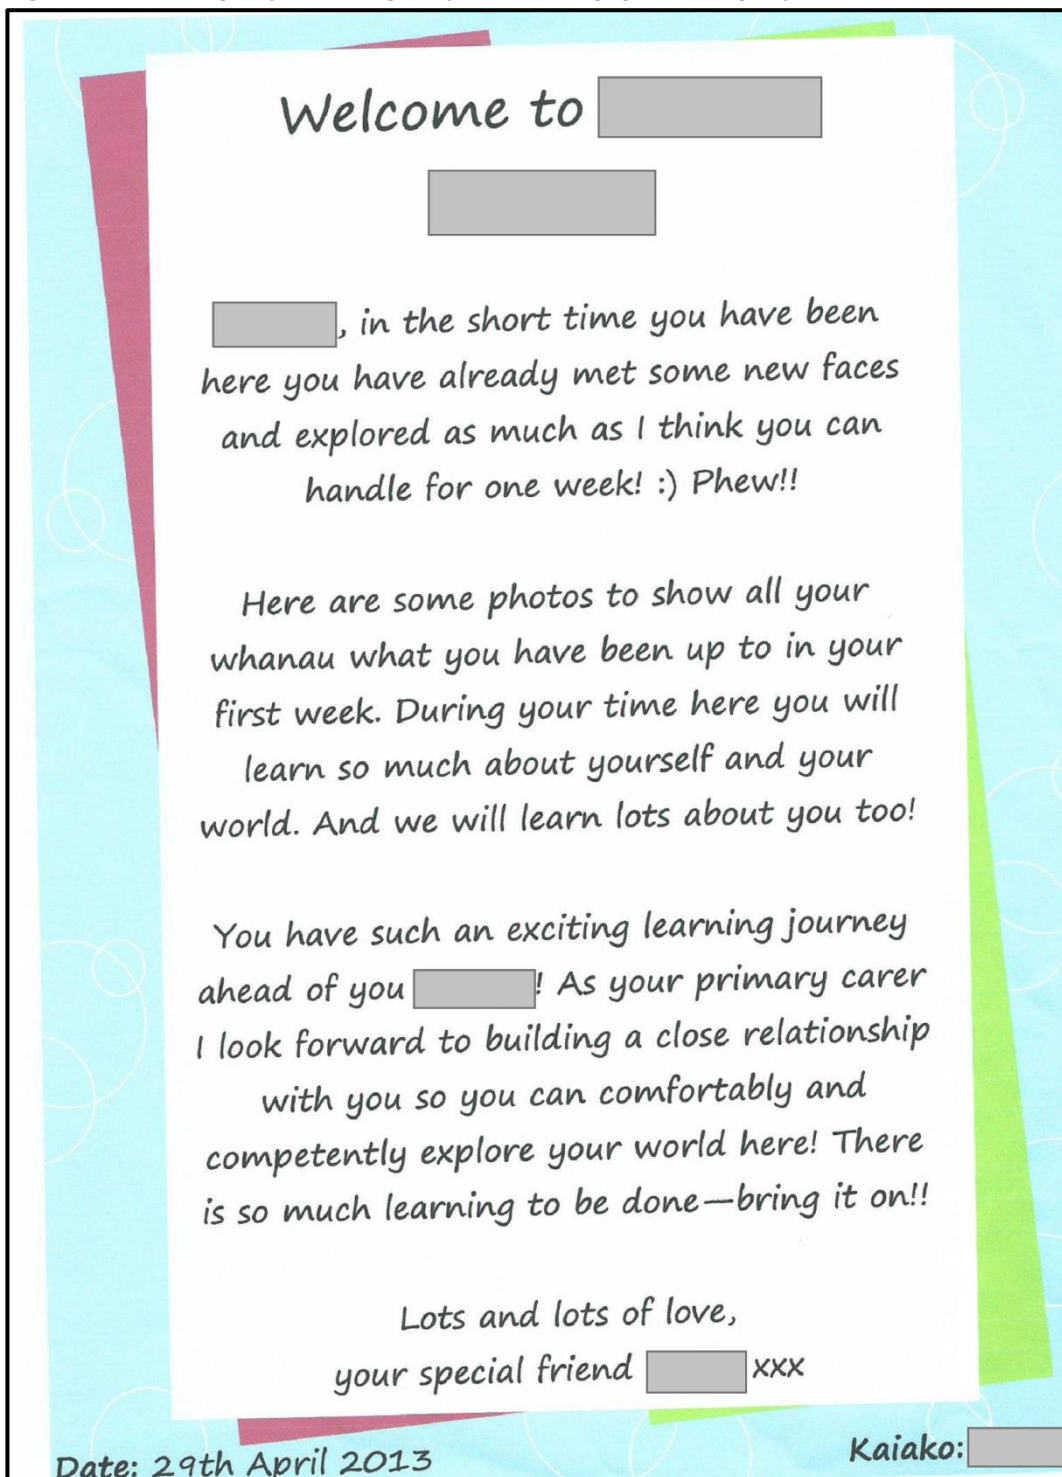 Welcome to
, in the short time you have been
here you have already met some new faces
and explored as much as I think you can
handle for one week! :) Phew!!
Here are some photos to show all your
whanau what you have been up to in your
first week. During your time here you will
learn so much about yourself and your
world. And we will learn lots about you too!
You have such an exciting learning journey
ahead of you ! As your primary carer
I look forward to building a close relationship
with you so you can comfortably and
competently explore your world here! There
is so much learning to be done—bring it on!!
Lots and lots of love,
your special friend xxx
Date: 29th April 2013
Kaiako: